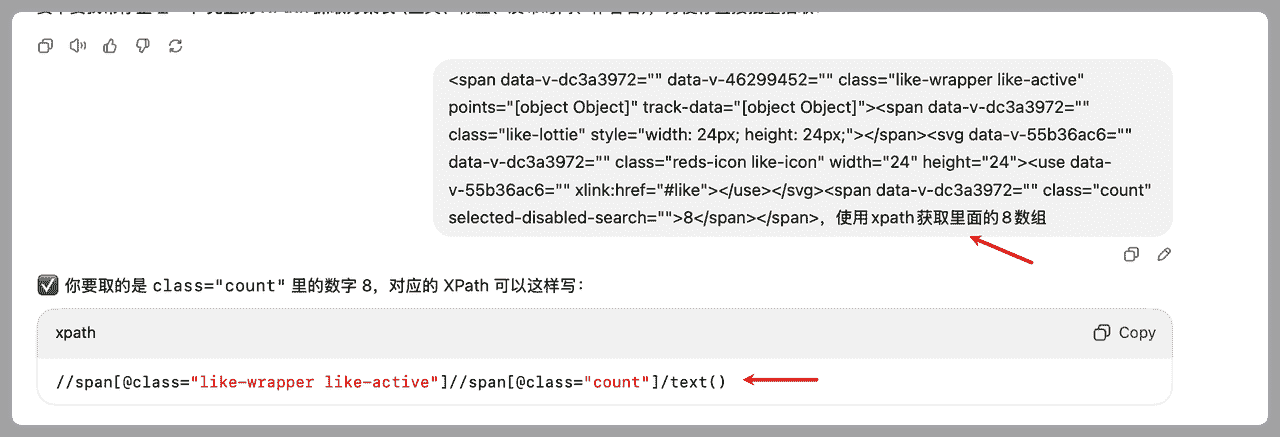 <span data-v-dc3a3972="" data-v-46299452="" class="like-wrapper like-active"
points="[object Object]" track-data="[object Object]"><span data-v-dc3a3972=""
class="like-lottie" style="width: 24px; height: 24px;"></span><svg data-v-55b36ac6=""
data-v-dc3a3972="" class="reds-icon like-icon" width="24" height="24"><use data-
v-55b36ac6="" xlink:href="#like"></use></svg><span data-v-dc3a3972="" class="count"
selected-disabled-search="">8</span></span>，使用xpath获取里面的8数组
你要取的是 class="count" 里的数字 8，对应的 XPath 可以这样写：
xpath
Copy
//span[@class="like-wrapper like-active"]//span[@class="count"]/text()